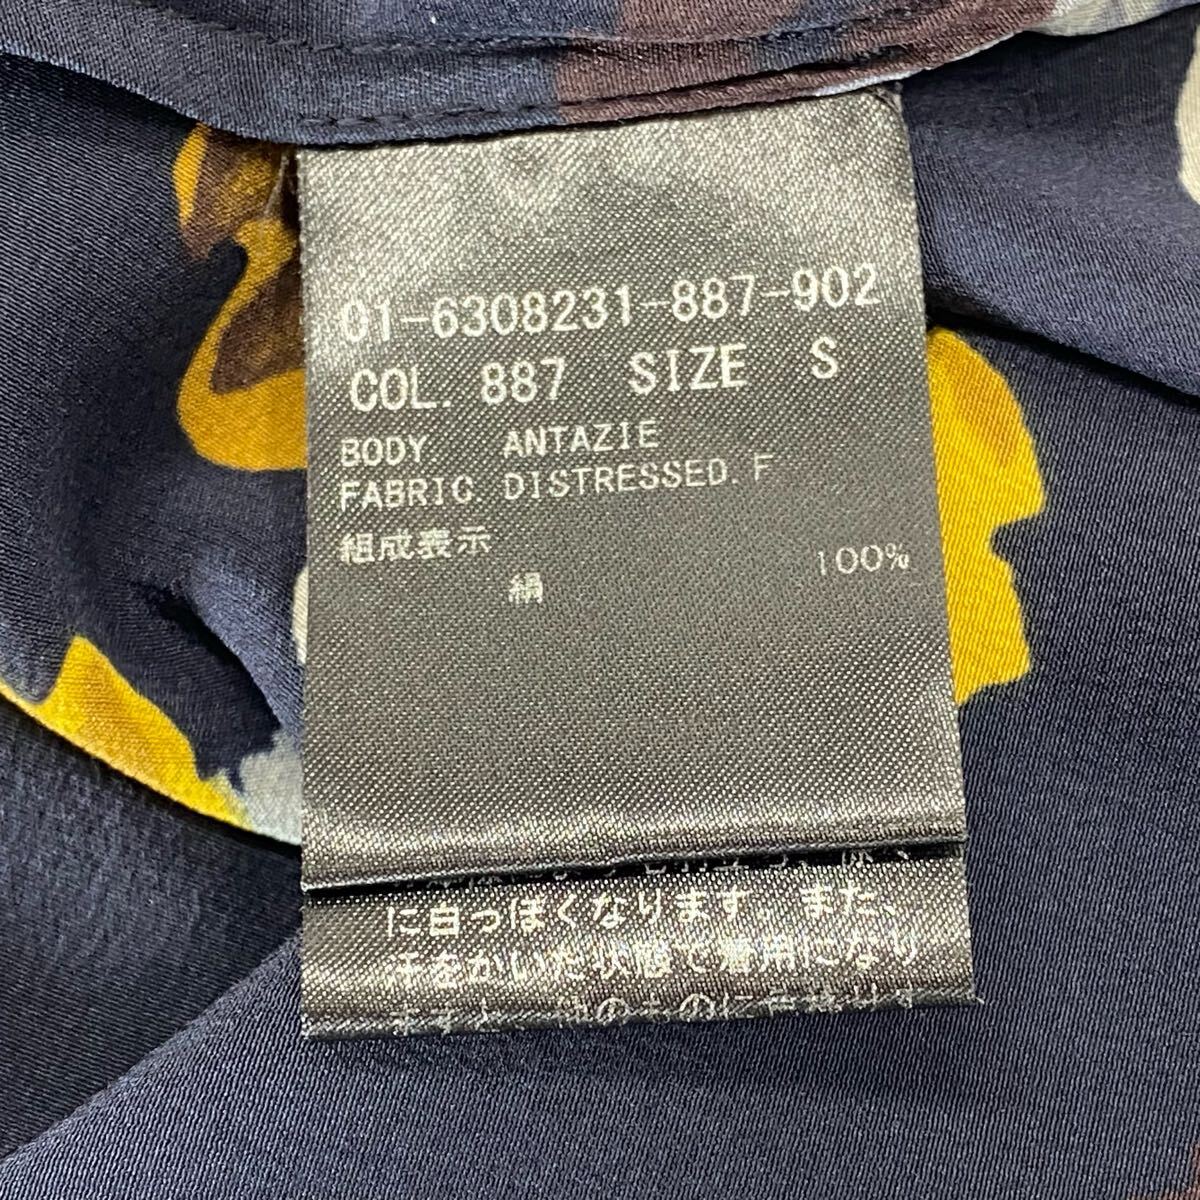 01-6308231-887-902
COL. 887 SIZE S
BODY ANTAZIE
FABRIC. DISTRESSED. F
組成表示
絹 100%
に白っぽくなります。また、
汗をかいた状態で着用になり